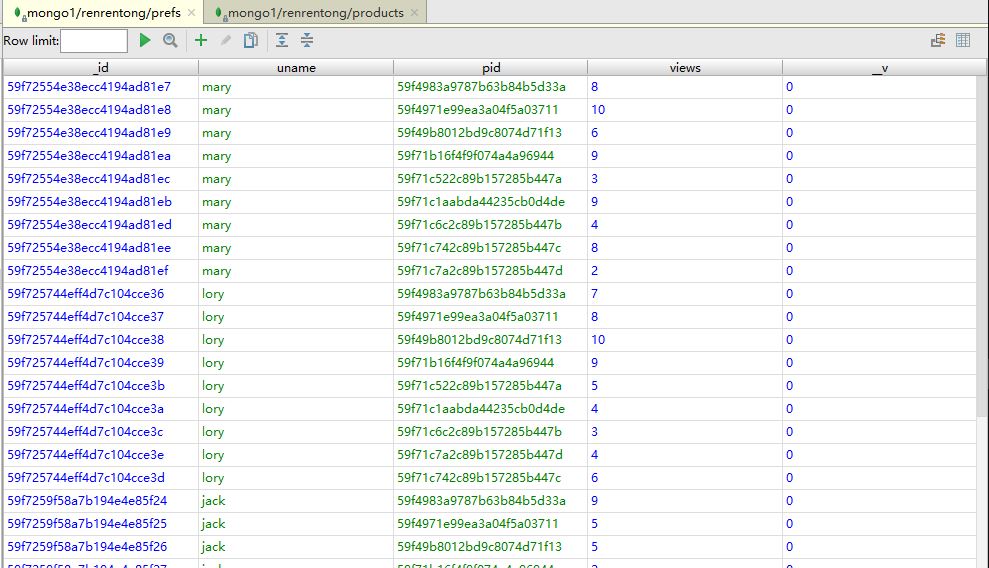 mongo1/renrentong/prefs mongo1/renrentong/products
Row limit:
_id uname pid views __v
59f72554e38ecc4194ad81e7 mary 59f4983a9787b63b84b5d33a 8 0
59f72554e38ecc4194ad81e8 mary 59f4971e99ea3a04f5a03711 10 0
59f72554e38ecc4194ad81e9 mary 59f49b8012bd9c8074d71f13 6 0
59f72554e38ecc4194ad81ea mary 59f71b16f4f9f074a4a96944 9 0
59f72554e38ecc4194ad81ec mary 59f71c522c89b157285b447a 3 0
59f72554e38ecc4194ad81eb mary 59f71c1aabda44235cb0d4de 9 0
59f72554e38ecc4194ad81ed mary 59f71c6c2c89b157285b447b 4 0
59f72554e38ecc4194ad81ee mary 59f71c742c89b157285b447c 8 0
59f72554e38ecc4194ad81ef mary 59f71c7a2c89b157285b447d 2 0
59f725744eff4d7c104cce36 lory 59f4983a9787b63b84b5d33a 7 0
59f725744eff4d7c104cce37 lory 59f4971e99ea3a04f5a03711 8 0
59f725744eff4d7c104cce38 lory 59f49b8012bd9c8074d71f13 10 0
59f725744eff4d7c104cce39 lory 59f71b16f4f9f074a4a96944 9 0
59f725744eff4d7c104cce3b lory 59f71c522c89b157285b447a 5 0
59f725744eff4d7c104cce3a lory 59f71c1aabda44235cb0d4de 4 0
59f725744eff4d7c104cce3c lory 59f71c6c2c89b157285b447b 3 0
59f725744eff4d7c104cce3e lory 59f71c7a2c89b157285b447d 4 0
59f725744eff4d7c104cce3d lory 59f71c742c89b157285b447c 6 0
59f7259f58a7b194e4e85f24 jack 59f4983a9787b63b84b5d33a 9 0
59f7259f58a7b194e4e85f25 jack 59f4971e99ea3a04f5a03711 5 0
59f7259f58a7b194e4e85f26 jack 59f49b8012bd9c8074d71f13 5 0